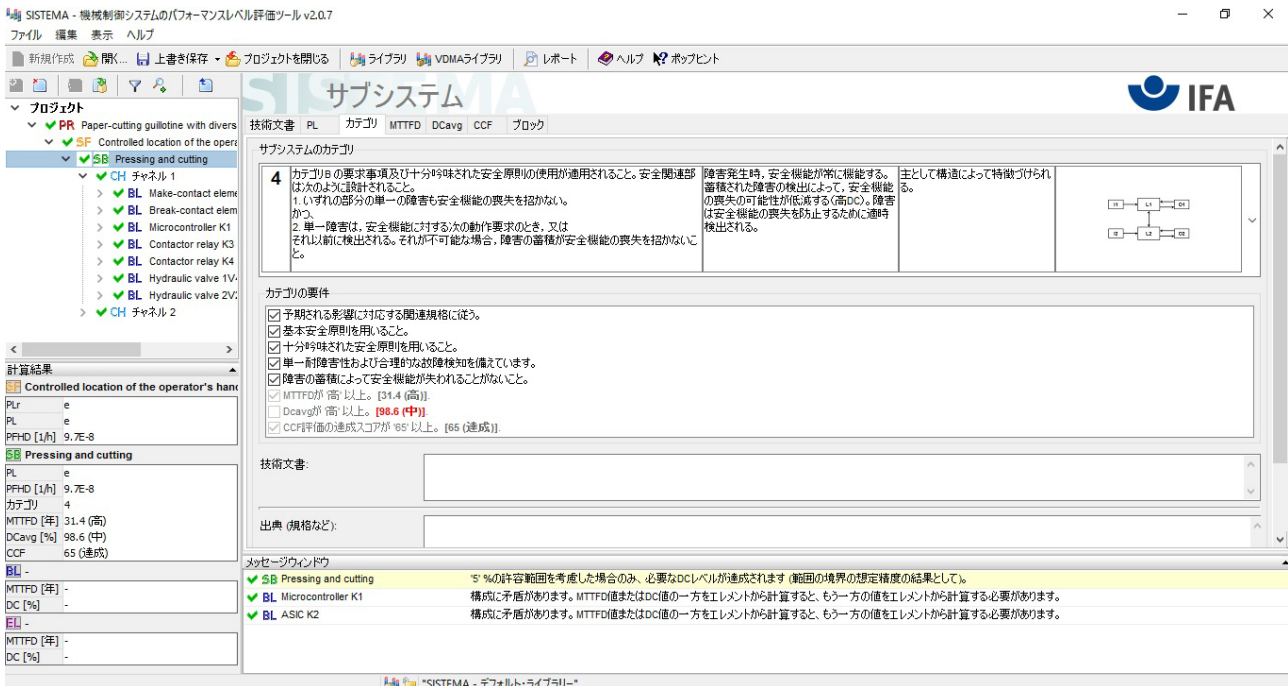 SISTEMA - 機械制御システムのパフォーマンスレベル評価ツール v2.0.7
ファイル 編集 表示 ヘルプ
新規作成 開く... 上書き保存 プロジェクトを閉じる ライブラリ VDMAライブラリ レポート ヘルプ ポップヒント
サブシステム
IFA
プロジェクト
PR Paper-cutting guillotine with divers
SF Controlled location of the opera
SB Pressing and cutting
CH チャネル 1
BL Make-contact eleme
BL Break-contact elem
BL Microcontroller K1
BL Contactor relay K3
BL Contactor relay K4
BL Hydraulic valve 1V
BL Hydraulic valve 2V
CH チャネル 2
計算結果
SF Controlled location of the operator's hand
PLr e
PL e
PFHD [1/h] 9.7E-8
SB Pressing and cutting
PL e
PFHD [1/h] 9.7E-8
カテゴリ 4
MTTFD [年] 31.4 (高)
DCavg [%] 98.6 (中)
CCF 65 (達成)
BL -
MTTFD [年] -
DC [%] -
EL -
MTTFD [年] -
DC [%] -
技術文書 PL カテゴリ MTTFD DCavg CCF ブロック
サブシステムのカテゴリ
4
カテゴリBの要求事項及び十分吟味された安全原則の使用が適用されること。安全関連部
は次のように設計されること。
1. いずれの部分の単一の障害も安全機能の喪失を招かない。
かつ、
2. 単一障害は，安全機能に対する次の動作要求のとき，又は
それ以前に検出される。それが不可能な場合，障害の蓄積が安全機能の喪失を招かないこ
と。
障害発生時，安全機能が常に機能する。
蓄積された障害の検出によって，安全機能
の喪失の可能性が低減する(高DC)。障害
は安全機能の喪失を防止するために適時
検出される。
主として構造によって特徴づけられ
る。
I1 L1 O1
I2 L2 O2
カテゴリの要件
予期される影響に対応する関連規格に従う。
基本安全原則を用いること。
十分吟味された安全原則を用いること。
単一耐障害性および合理的な故障検知を備えています。
障害の蓄積によって安全機能が失われることがないこと。
MTTFDが '高' 以上。 [31.4 (高)].
DCavgが '高' 以上。 [98.6 (中)].
CCF評価の達成スコアが '65' 以上。 [65 (達成)].
技術文書:
出典 (規格など):
メッセージウィンドウ
SB Pressing and cutting '5' %の許容範囲を考慮した場合のみ、必要なDCレベルが達成されます (範囲の境界の想定精度の結果として)。
BL Microcontroller K1 構成に矛盾があります。MTTFD値またはDC値の一方をエレメントから計算すると、もう一方の値をエレメントから計算する必要があります。
BL ASIC K2 構成に矛盾があります。MTTFD値またはDC値の一方をエレメントから計算すると、もう一方の値をエレメントから計算する必要があります。
"SISTEMA - デフォルト・ライブラリー"